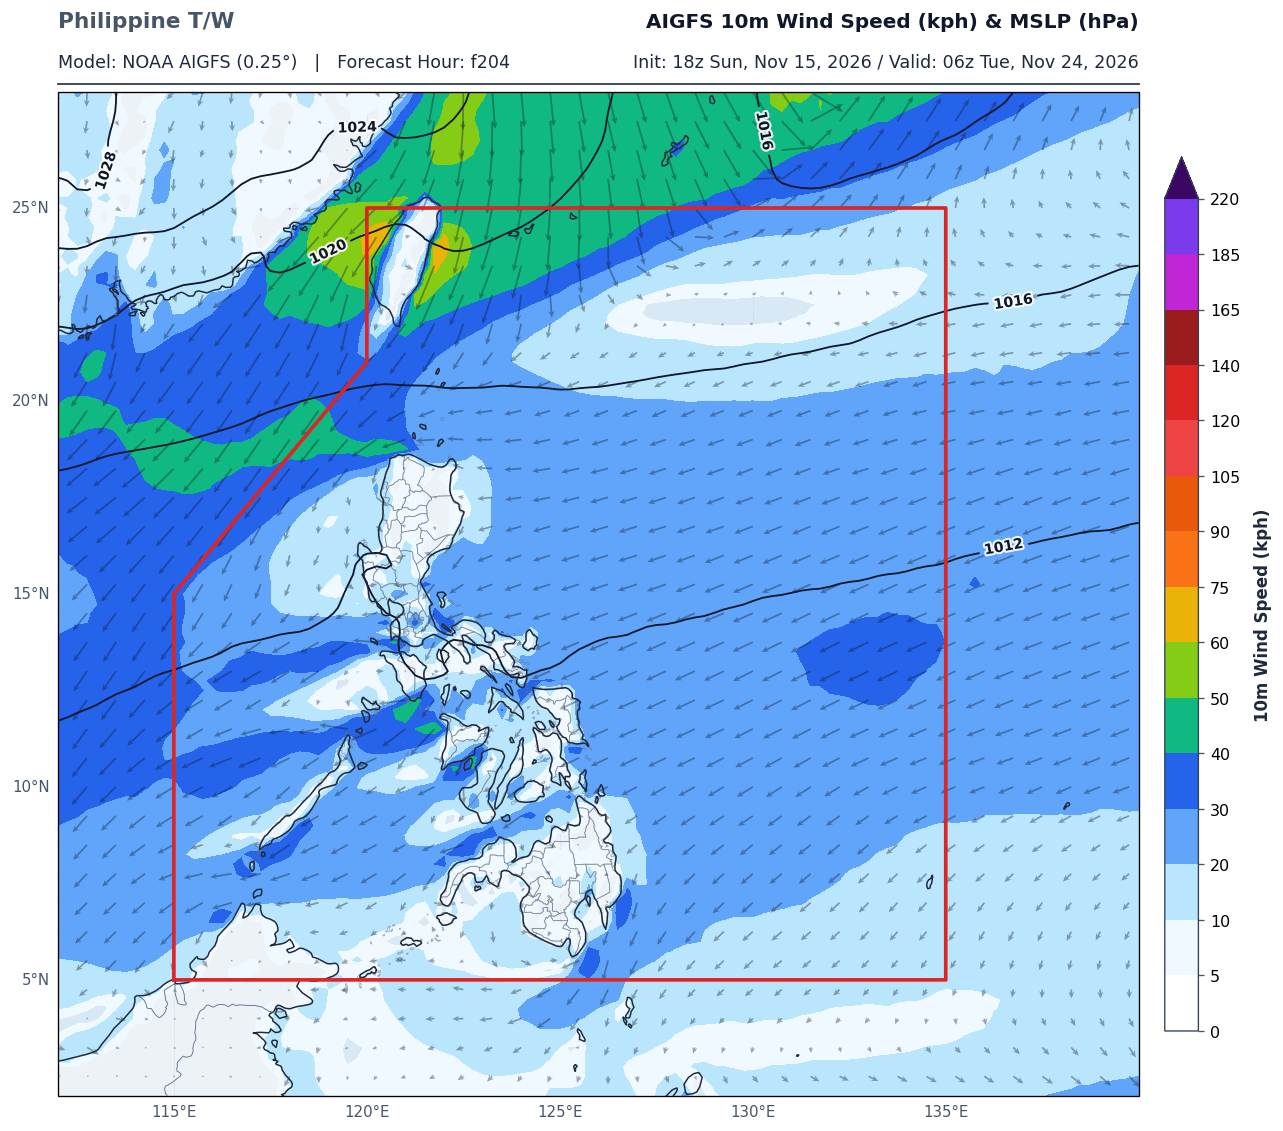 Philippine T/W
AIGFS 10m Wind Speed (kph) & MSLP (hPa)
Model: NOAA AIGFS (0.25°)   |   Forecast Hour: f204
Init: 18z Sun, Nov 15, 2026 / Valid: 06z Tue, Nov 24, 2026
1028
1024
1020
1016
1016
1012
25°N
20°N
15°N
10°N
5°N
115°E
120°E
125°E
130°E
135°E
220
185
165
140
120
105
90
75
60
50
40
30
20
10
5
0
10m Wind Speed (kph)